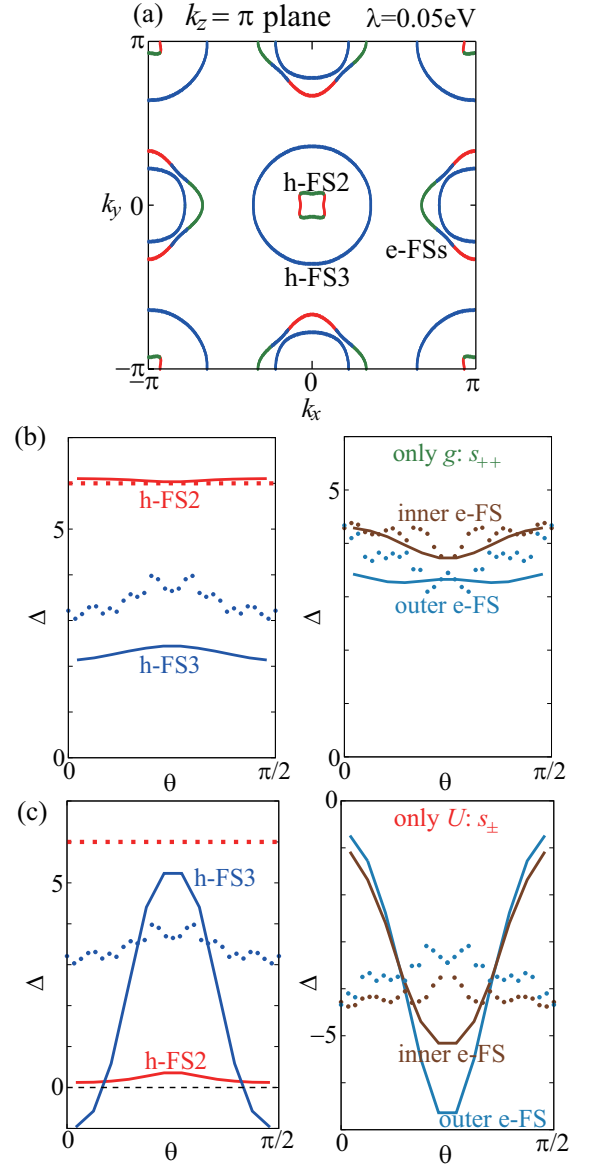 (a) k_z = π plane λ=0.05eV
π
h-FS2
k_y 0
e-FSs
h-FS3
−π
−π 0 π
k_x
(b)
only g: s₊₊
h-FS2
5
5
inner e-FS
Δ
Δ
outer e-FS
h-FS3
0
0
0 θ π/2
0 θ π/2
(c)
0
only U: s±
h-FS3
5
Δ
Δ
h-FS2
−5
inner e-FS
0
outer e-FS
0 θ π/2
0 θ π/2